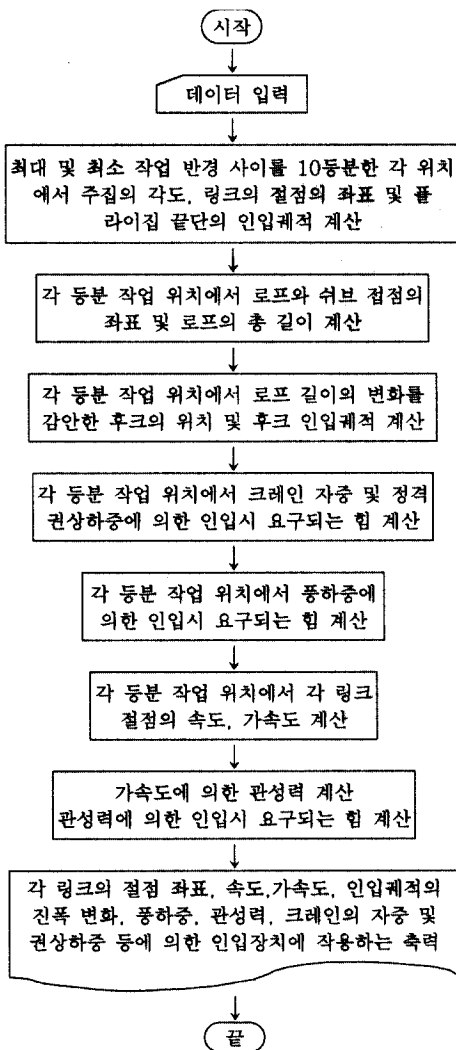 시작
데이터 입력
최대 및 최소 작업 반경 사이를 10등분한 각 위치
에서 주집의 각도, 링크의 절점의 좌표 및 플
라이집 끝단의 인입궤적 계산
각 등분 작업 위치에서 로프와 쉬브 접점의
좌표 및 로프의 총 길이 계산
각 등분 작업 위치에서 로프 길이의 변화를
감안한 후크의 위치 및 후크 인입궤적 계산
각 등분 작업 위치에서 크레인 자중 및 정격
권상하중에 의한 인입시 요구되는 힘 계산
각 등분 작업 위치에서 풍하중에
의한 인입시 요구되는 힘 계산
각 등분 작업 위치에서 각 링크
절점의 속도, 가속도 계산
가속도에 의한 관성력 계산
관성력에 의한 인입시 요구되는 힘 계산
각 링크의 절점 좌표, 속도,가속도, 인입궤적의
진폭 변화, 풍하중, 관성력, 크레인의 자중 및
권상하중 등에 의한 인입장치에 작용하는 축력
끝